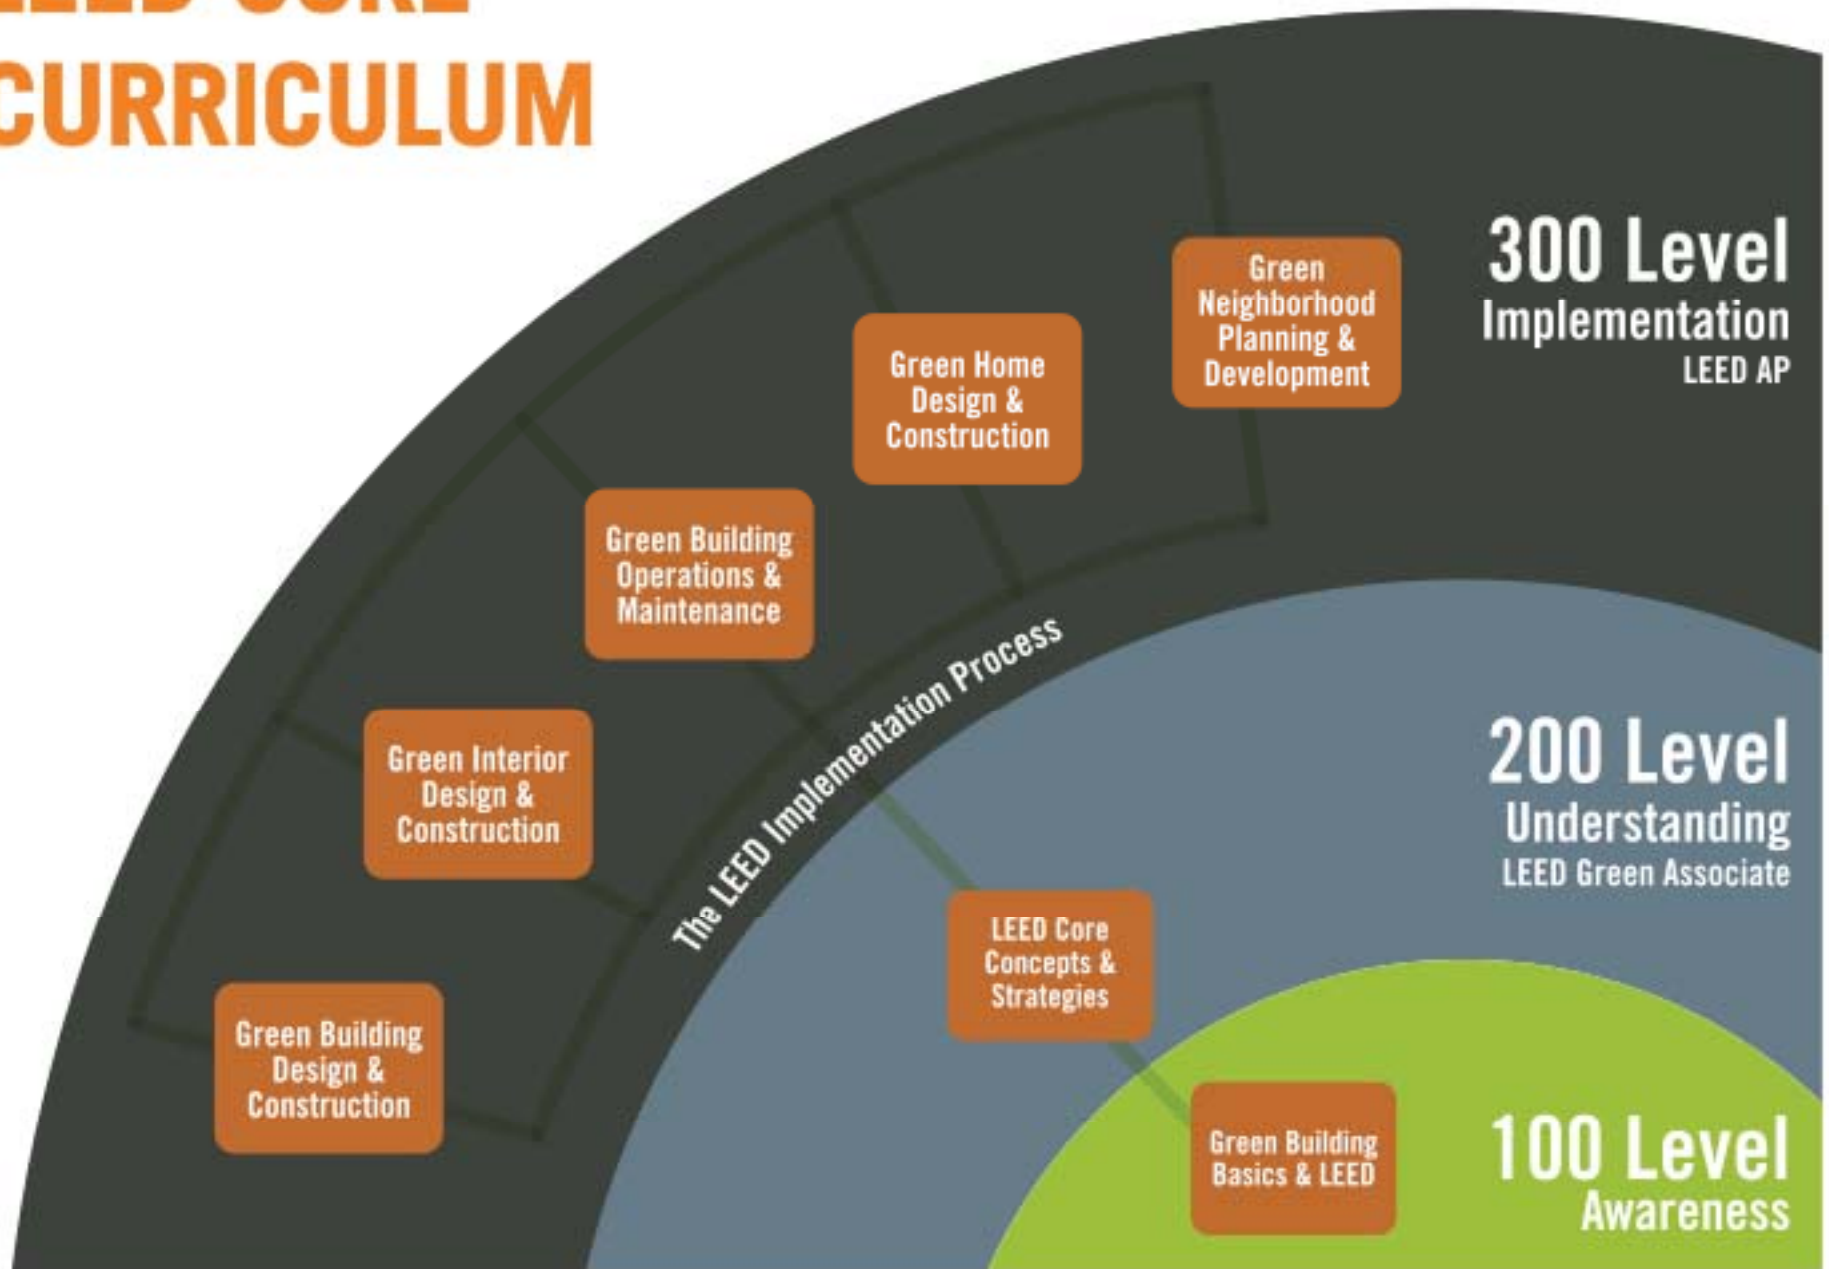 LEED CORE
CURRICULUM
300 Level
Implementation
LEED AP
Green
Neighborhood
Planning &
Development
Green Home
Design &
Construction
Green Building
Operations &
Maintenance
Green Interior
Design &
Construction
Green Building
Design &
Construction
The LEED Implementation Process
200 Level
Understanding
LEED Green Associate
LEED Core
Concepts &
Strategies
100 Level
Awareness
Green Building
Basics & LEED